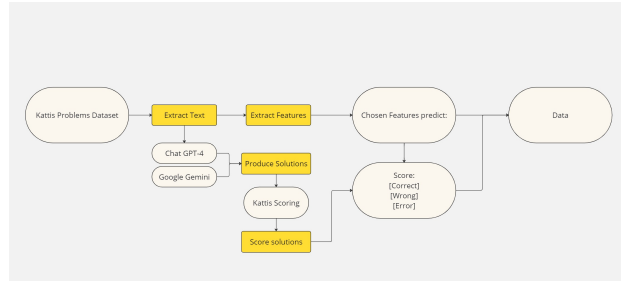 Kattis Problems Dataset
Extract Text
Extract Features
Chosen Features predict:
Data
Chat GPT-4
Google Gemini
Produce Solutions
Kattis Scoring
Score solutions
Score:
[Correct]
[Wrong]
[Error]